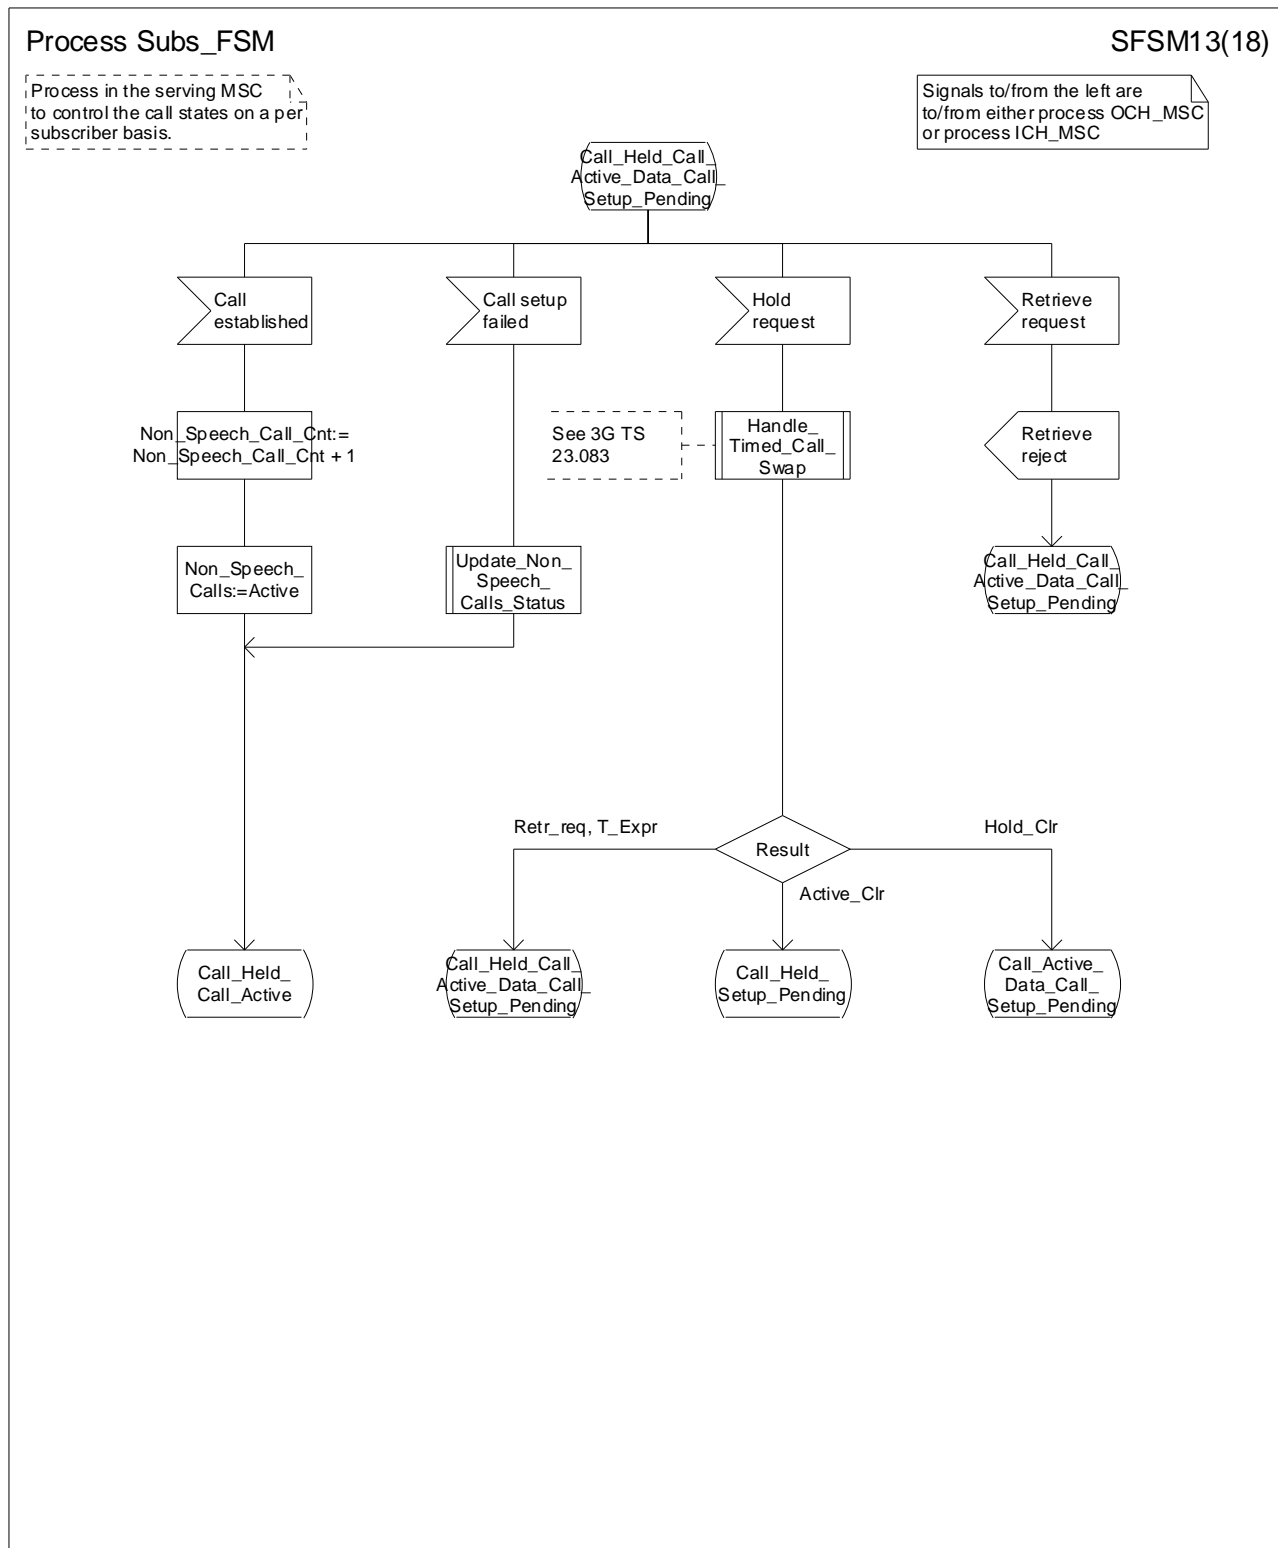 Process Subs_FSM
SFSM13(18)
Process in the serving MSC
to control the call states on a per
subscriber basis.
Signals to/from the left are
to/from either process OCH_MSC
or process ICH_MSC
Call_Held_Call_
Active_Data_Call_
Setup_Pending
Call
established
Call setup
failed
Hold
request
Retrieve
request
Non_Speech_Call_Cnt:=
Non_Speech_Call_Cnt + 1
See 3G TS
23.083
Handle_
Timed_Call_
Swap
Retrieve
reject
Non_Speech_
Calls:=Active
Update_Non_
Speech_
Calls_Status
Call_Held_Call_
Active_Data_Call_
Setup_Pending
Retr_req, T_Expr
Result
Hold_Clr
Active_Clr
Call_Held_
Call_Active
Call_Held_Call_
Active_Data_Call_
Setup_Pending
Call_Held_
Setup_Pending
Call_Active_
Data_Call_
Setup_Pending